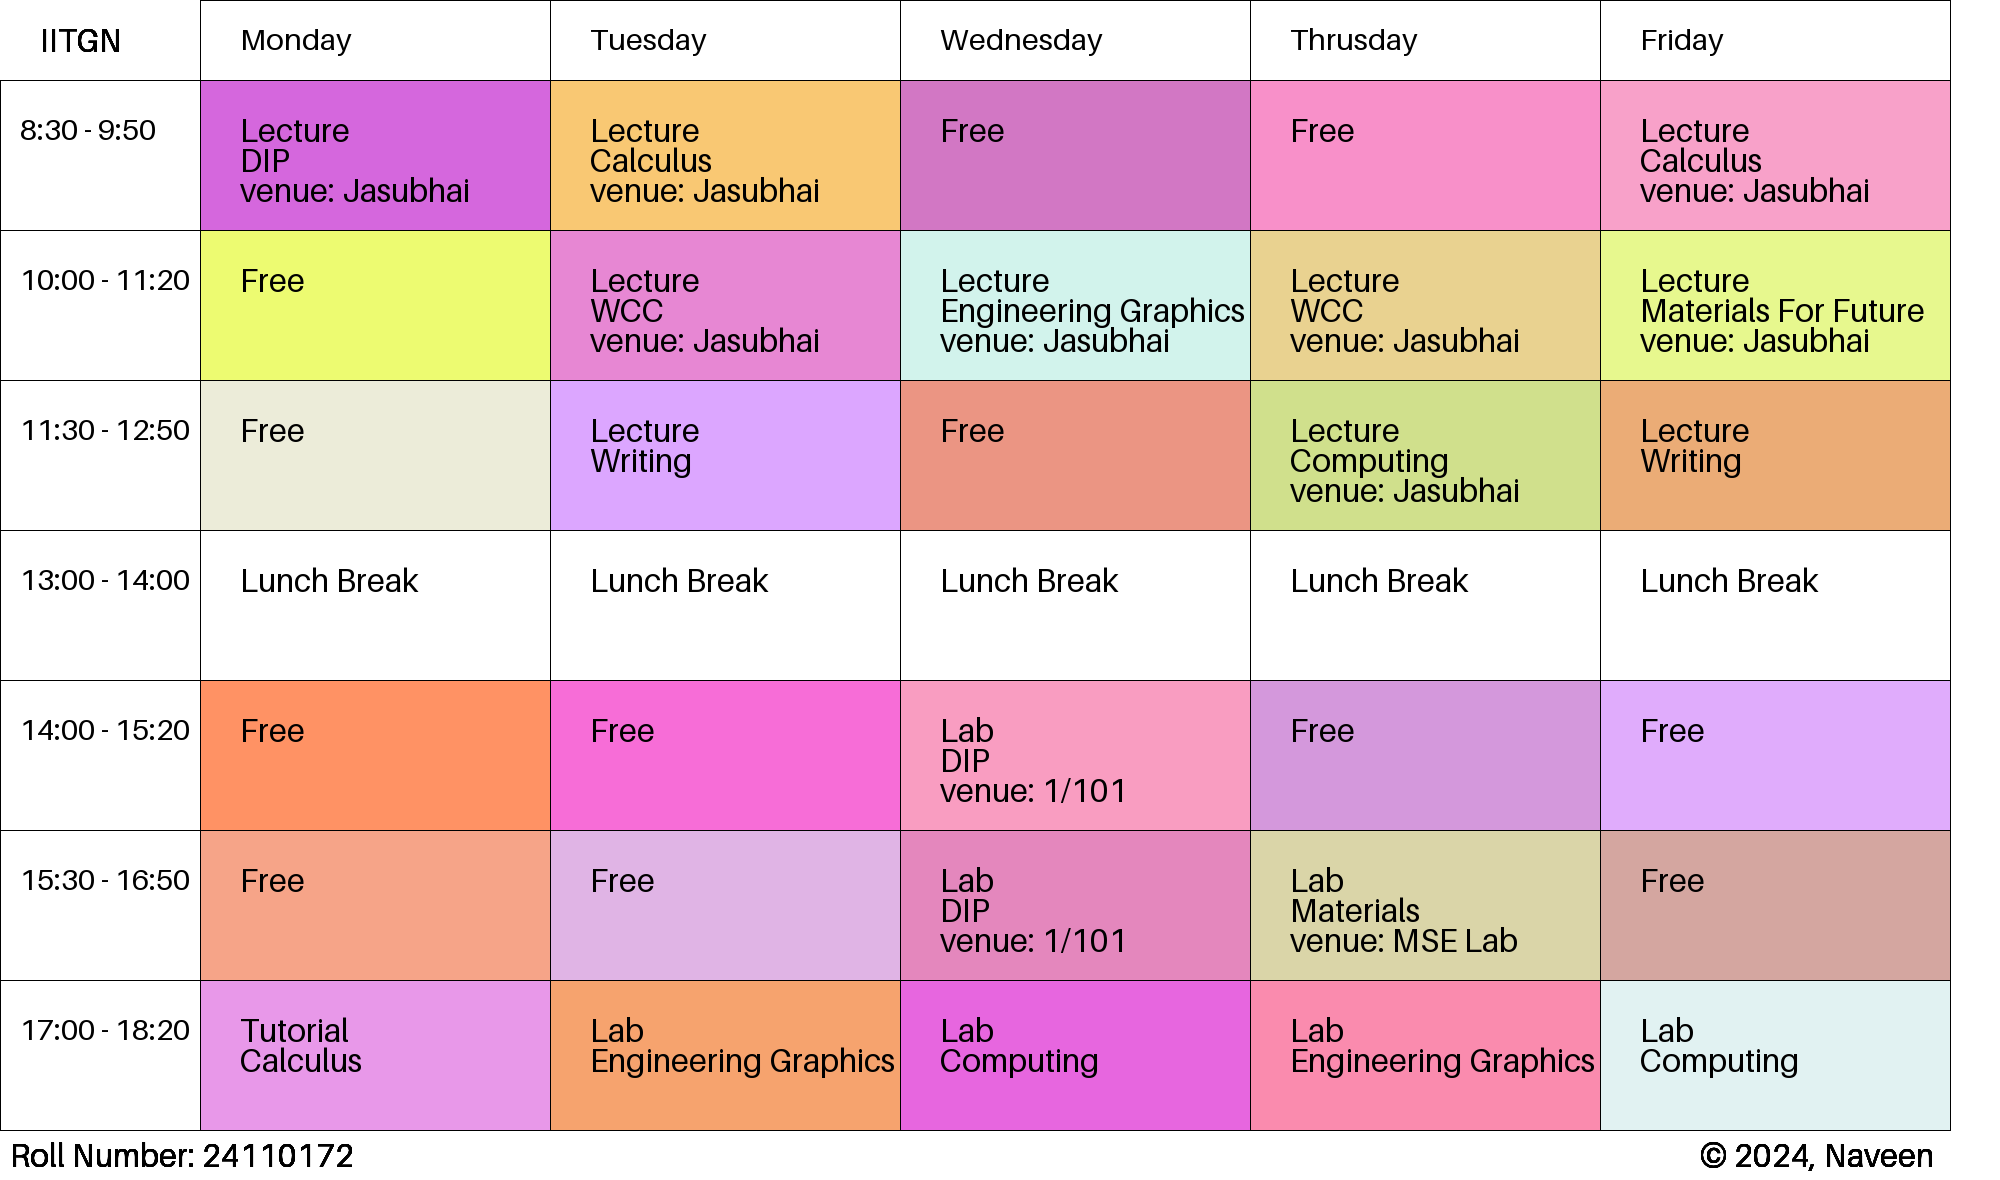 IITGN Monday Tuesday Wednesday Thrusday Friday
8:30 - 9:50
Lecture
DIP
venue: Jasubhai
Lecture
Calculus
venue: Jasubhai
Free
Free
Lecture
Calculus
venue: Jasubhai
10:00 - 11:20
Free
Lecture
WCC
venue: Jasubhai
Lecture
Engineering Graphics
venue: Jasubhai
Lecture
WCC
venue: Jasubhai
Lecture
Materials For Future
venue: Jasubhai
11:30 - 12:50
Free
Lecture
Writing
Free
Lecture
Computing
venue: Jasubhai
Lecture
Writing
13:00 - 14:00
Lunch Break
Lunch Break
Lunch Break
Lunch Break
Lunch Break
14:00 - 15:20
Free
Free
Lab
DIP
venue: 1/101
Free
Free
15:30 - 16:50
Free
Free
Lab
DIP
venue: 1/101
Lab
Materials
venue: MSE Lab
Free
17:00 - 18:20
Tutorial
Calculus
Lab
Engineering Graphics
Lab
Computing
Lab
Engineering Graphics
Lab
Computing
Roll Number: 24110172
© 2024, Naveen